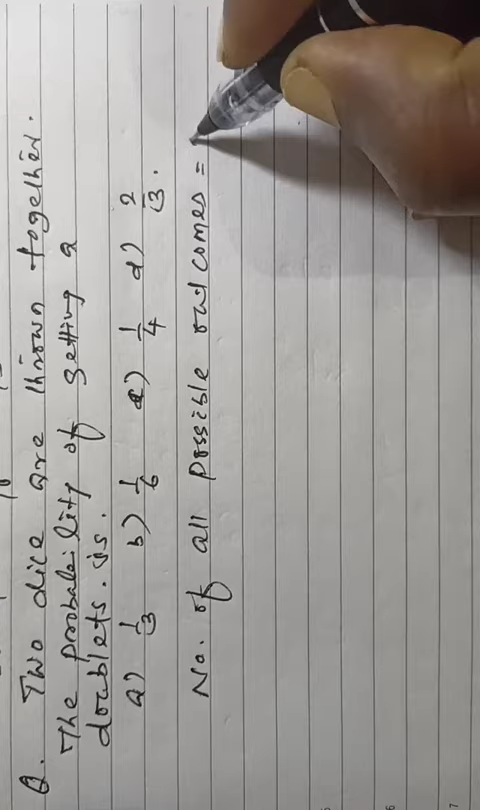 Q. Two dice are thrown together.
The probability of getting a
doublets. is.
a) 1/3 b) 1/6 c) 1/4 d) 2/13.
No. of all possible outcomes =